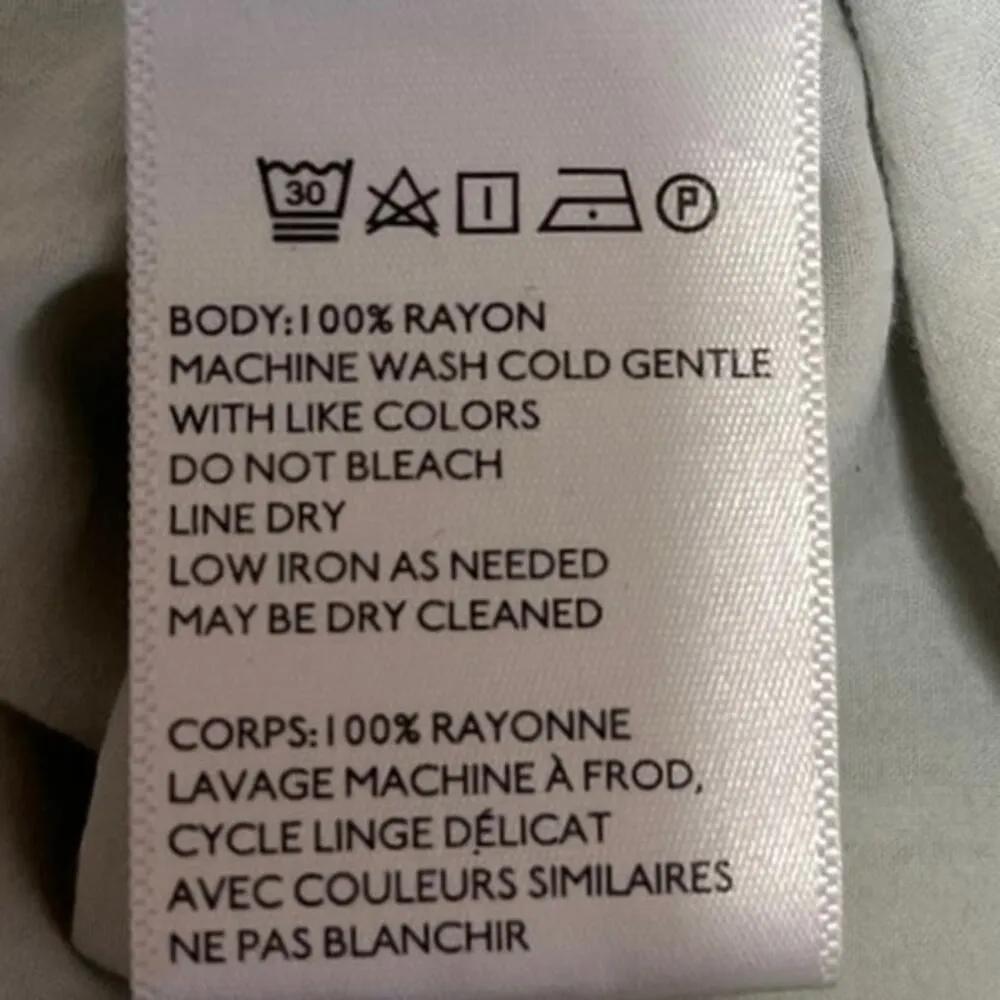 30 P
BODY:100% RAYON
MACHINE WASH COLD GENTLE
WITH LIKE COLORS
DO NOT BLEACH
LINE DRY
LOW IRON AS NEEDED
MAY BE DRY CLEANED
CORPS:100% RAYONNE
LAVAGE MACHINE À FROD,
CYCLE LINGE DÉLICAT
AVEC COULEURS SIMILAIRES
NE PAS BLANCHIR